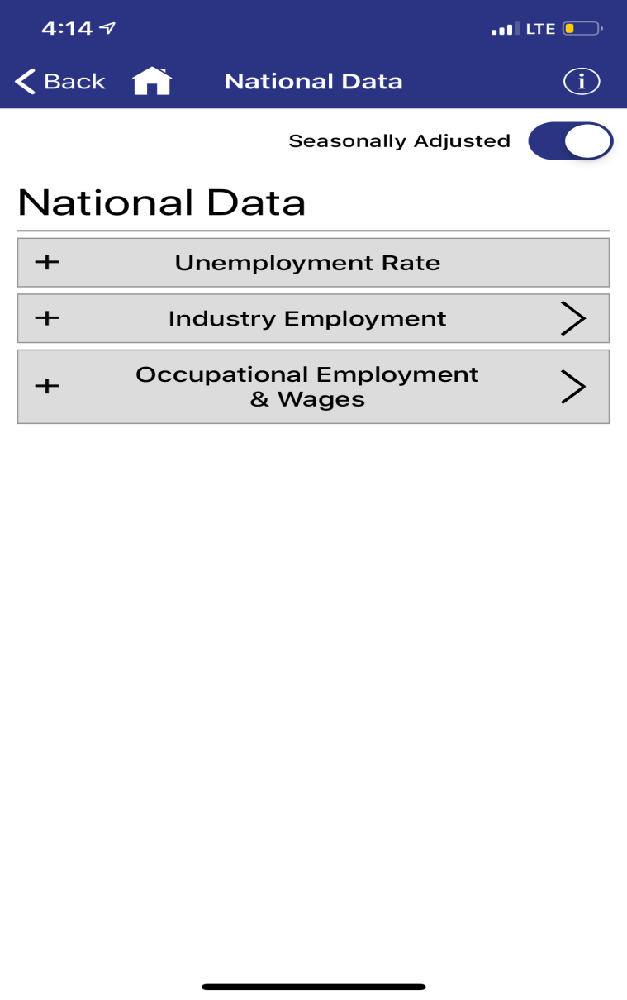 4:14 LTE
Back National Data i
Seasonally Adjusted
National Data
+ Unemployment Rate
+ Industry Employment
+ Occupational Employment
& Wages